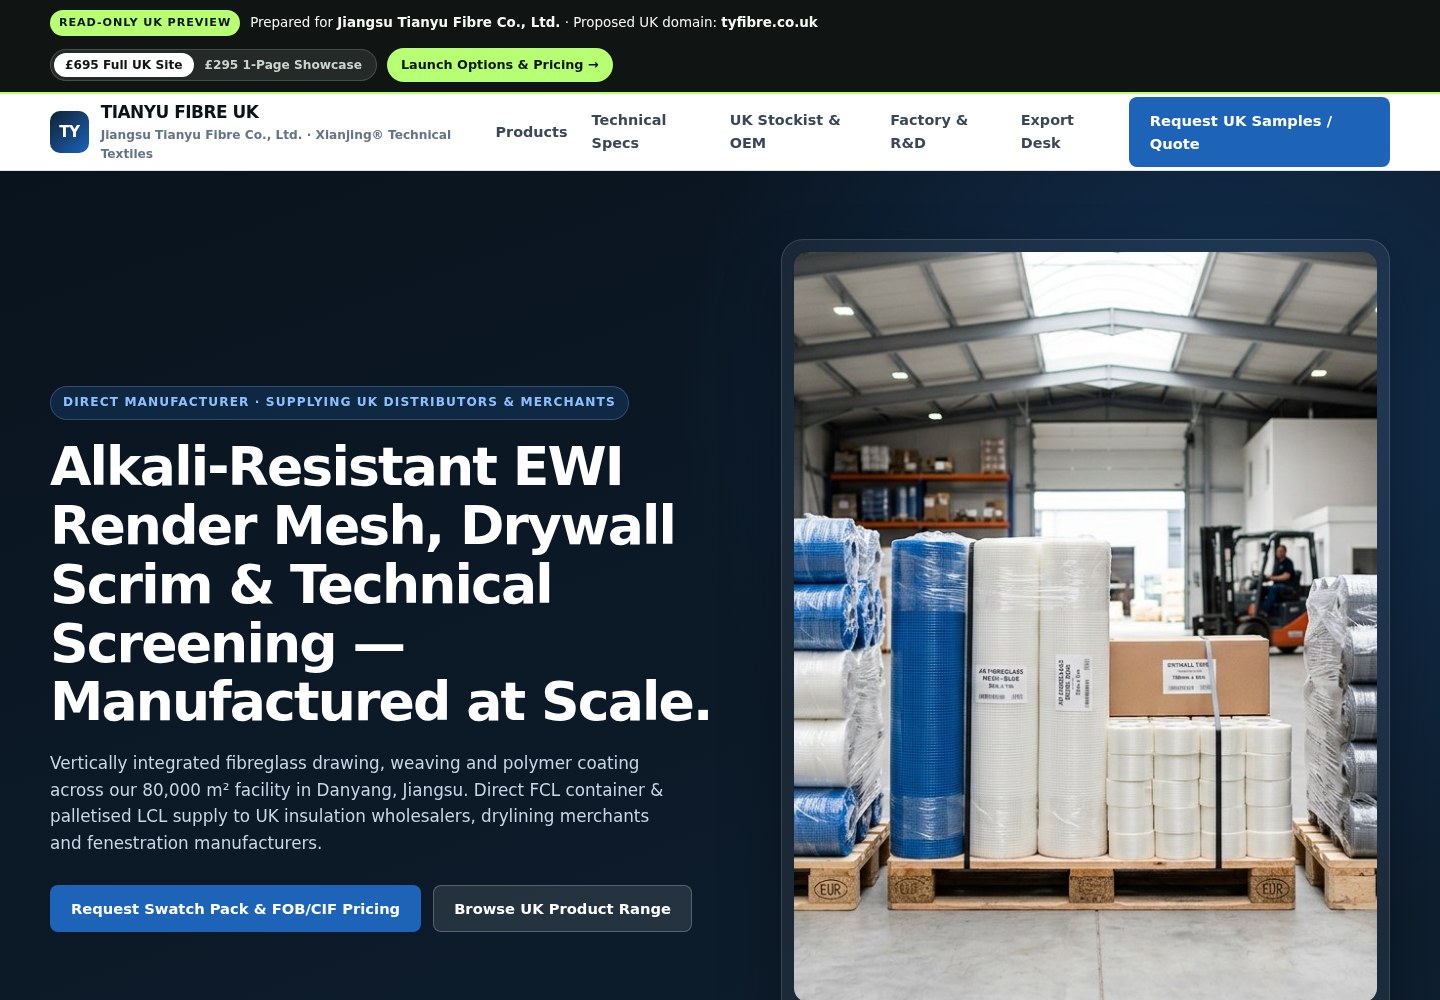 READ-ONLY UK PREVIEW Prepared for Jiangsu Tianyu Fibre Co., Ltd. · Proposed UK domain: tyfibre.co.uk
£695 Full UK Site £295 1-Page Showcase Launch Options & Pricing →
TY
TIANYU FIBRE UK
Jiangsu Tianyu Fibre Co., Ltd. · Xianjing® Technical
Textiles
Products
Technical
Specs
UK Stockist &
OEM
Factory &
R&D
Export
Desk
Request UK Samples /
Quote
DIRECT MANUFACTURER · SUPPLYING UK DISTRIBUTORS & MERCHANTS
Alkali-Resistant EWI
Render Mesh, Drywall
Scrim & Technical
Screening —
Manufactured at Scale.
Vertically integrated fibreglass drawing, weaving and polymer coating
across our 80,000 m² facility in Danyang, Jiangsu. Direct FCL container &
palletised LCL supply to UK insulation wholesalers, drylining merchants
and fenestration manufacturers.
Request Swatch Pack & FOB/CIF Pricing Browse UK Product Range
EUR
EUR